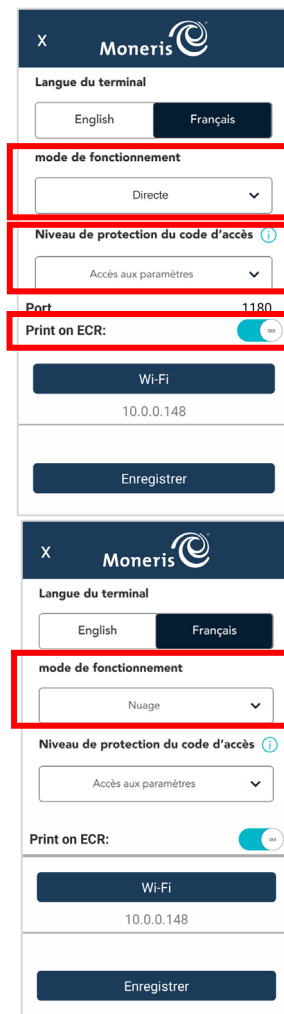 X Moneris
Langue du terminal
English Français
mode de fonctionnement
Directe
Niveau de protection du code d'accès i
Accès aux paramètres
Port 1180
Print on ECR: OUI
Wi-Fi
10.0.0.148
Enregistrer
X Moneris
Langue du terminal
English Français
mode de fonctionnement
Nuage
Niveau de protection du code d'accès i
Accès aux paramètres
Print on ECR: OUI
Wi-Fi
10.0.0.148
Enregistrer